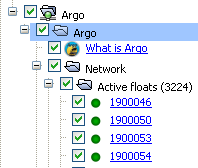 Argo
Argo
What is Argo
Network
Active floats (3224)
1900046
1900050
1900053
1900054